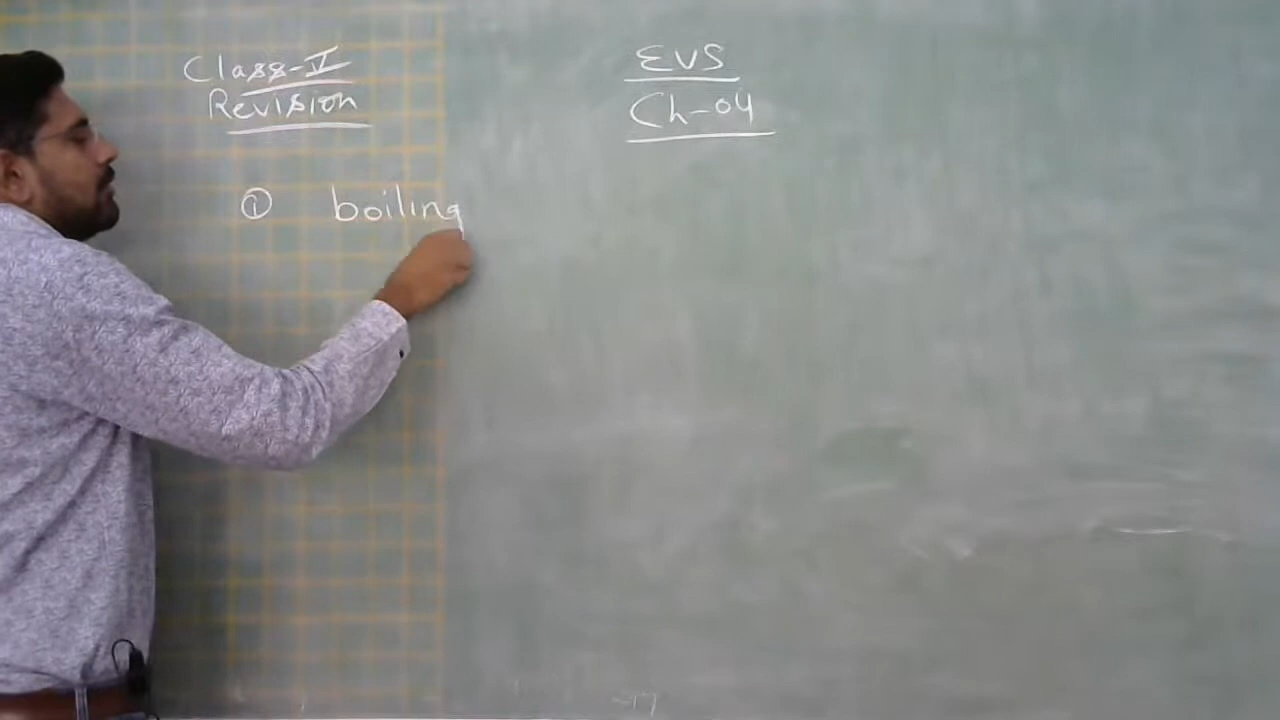 Class-V
EVS
Revision
Ch-04
① boiling